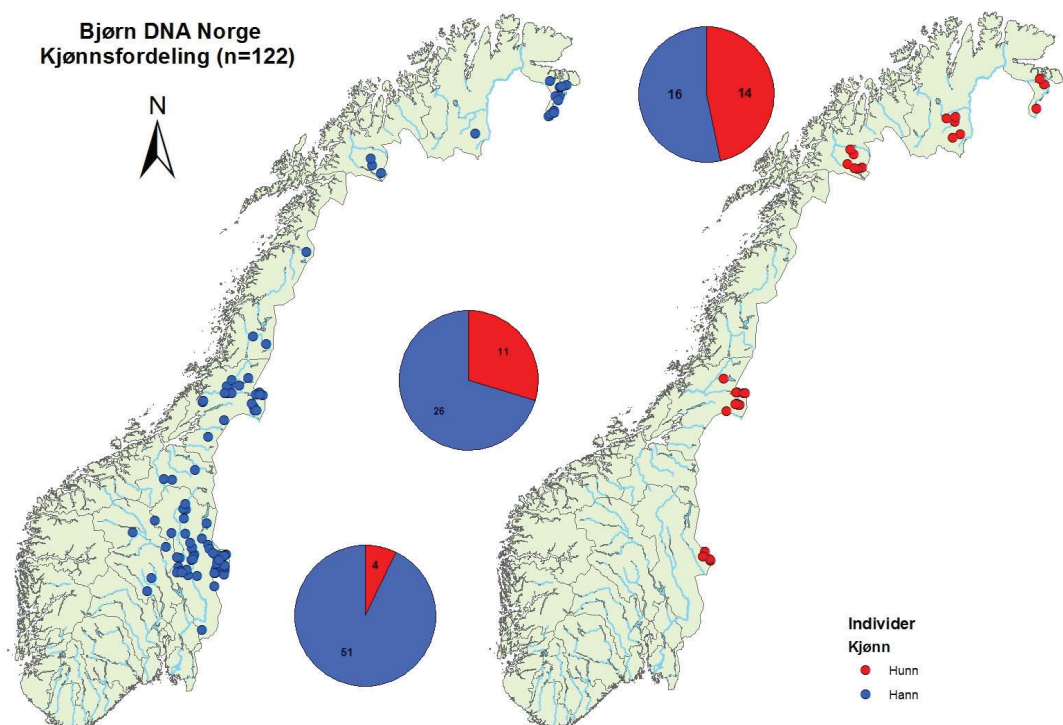 Bjørn DNA Norge
Kjønnsfordeling (n=122)
N
16
14
11
26
4
51
Individer
Kjønn
Hunn
Hann